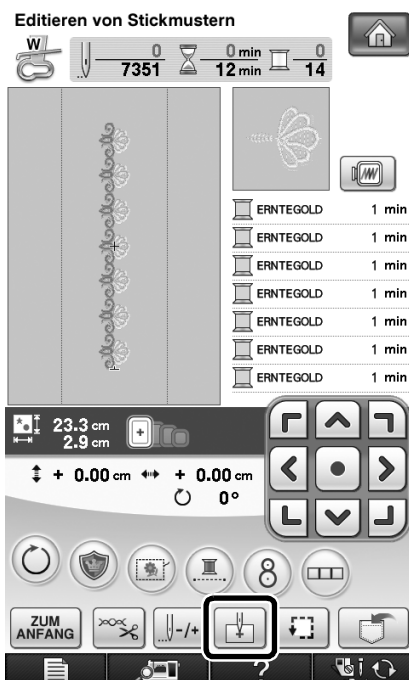 Editieren von Stickmustern
W
0 0 min 0
7351 12 min 14
ERNTEGOLD 1 min
ERNTEGOLD 1 min
ERNTEGOLD 1 min
ERNTEGOLD 1 min
ERNTEGOLD 1 min
ERNTEGOLD 1 min
ERNTEGOLD 1 min
23.3 cm
2.9 cm
+ 0.00 cm + 0.00 cm
0°
ZUM
ANFANG
-/+
?